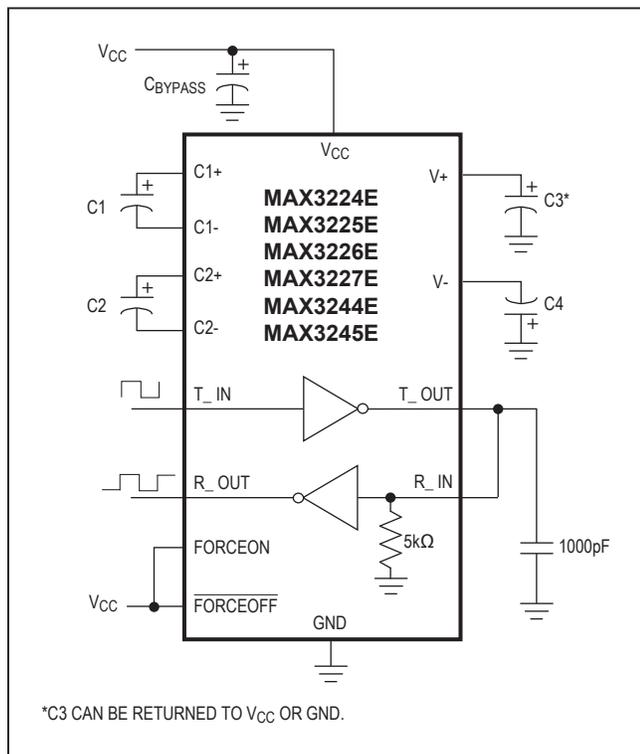 VCC
+
CBYPASS
VCC
C1+
V+
+
C1
+
C3*
C1-
MAX3224E
MAX3225E
MAX3226E
MAX3227E
MAX3244E
MAX3245E
C2+
V-
+
C2
C4
+
C2-
T_ IN
T_ OUT
R_ OUT
R_ IN
5kΩ
1000pF
FORCEON
VCC
FORCEOFF
GND
*C3 CAN BE RETURNED TO VCC OR GND.